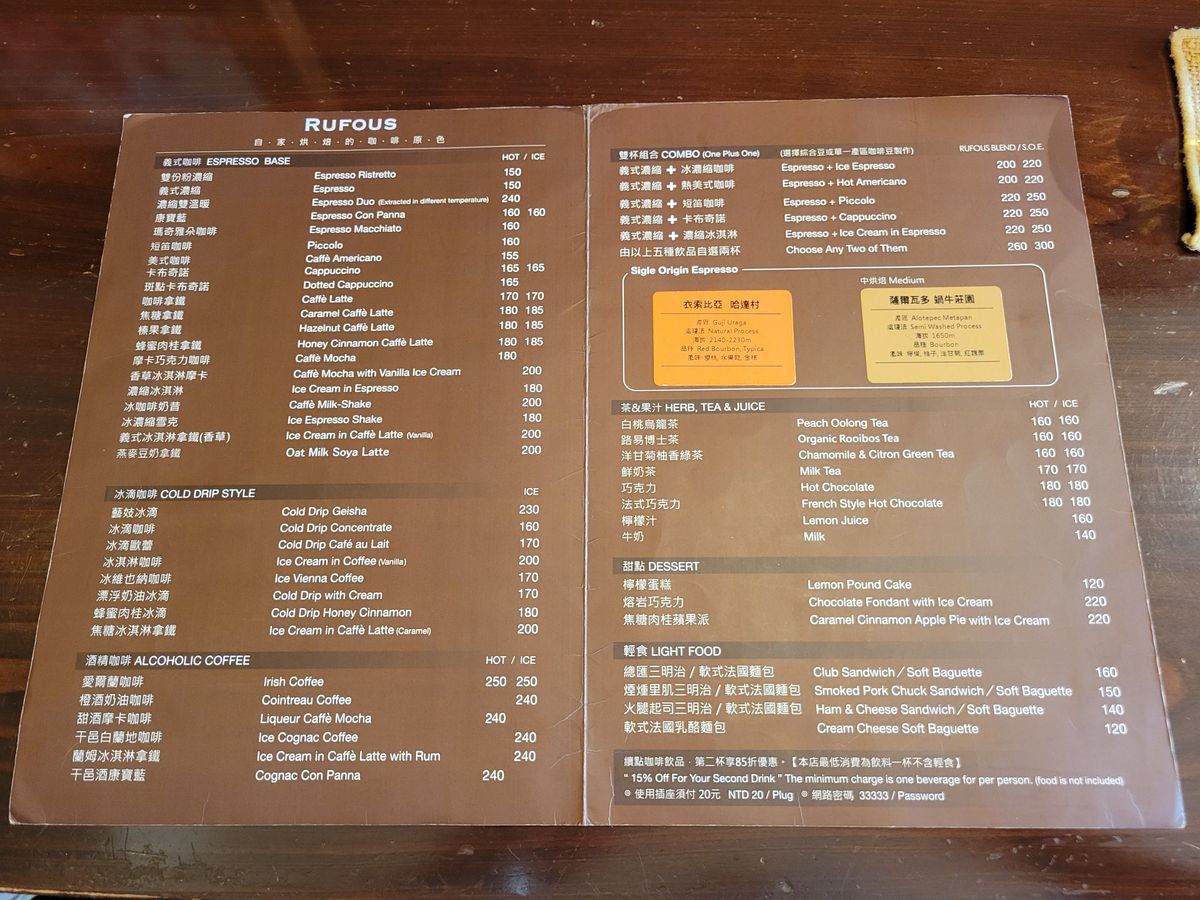 RUFOUS
自．家．烘．焙．的．咖．啡．原．色
義式咖啡 ESPRESSO BASE HOT / ICE
雙份粉濃縮 Espresso Ristretto 150
義式濃縮 Espresso 150
濃縮雙溫暖 Espresso Duo (Extracted in different temperature) 240
康寶藍 Espresso Con Panna 160 160
瑪奇雅朵咖啡 Espresso Macchiato 160
短笛咖啡 Piccolo 160
美式咖啡 Caffè Americano 155
卡布奇諾 Cappuccino 165 165
斑點卡布奇諾 Dotted Cappuccino 165
咖啡拿鐵 Caffè Latte 170 170
焦糖拿鐵 Caramel Caffè Latte 180 185
榛果拿鐵 Hazelnut Caffè Latte 180 185
蜂蜜肉桂拿鐵 Honey Cinnamon Caffè Latte 180 185
摩卡巧克力咖啡 Caffè Mocha 180
香草冰淇淋摩卡 Caffè Mocha with Vanilla Ice Cream 200
濃縮冰淇淋 Ice Cream in Espresso 180
冰咖啡奶昔 Caffè Milk-Shake 200
冰濃縮雪克 Ice Espresso Shake 180
義式冰淇淋拿鐵(香草) Ice Cream in Caffè Latte (Vanilla) 200
燕麥豆奶拿鐵 Oat Milk Soya Latte 200
冰滴咖啡 COLD DRIP STYLE ICE
藝妓冰滴 Cold Drip Geisha 230
冰滴咖啡 Cold Drip Concentrate 160
冰滴歐蕾 Cold Drip Café au Lait 170
冰淇淋咖啡 Ice Cream in Coffee (Vanilla) 200
冰維也納咖啡 Ice Vienna Coffee 170
漂浮奶油冰滴 Cold Drip with Cream 170
蜂蜜肉桂冰滴 Cold Drip Honey Cinnamon 180
焦糖冰淇淋拿鐵 Ice Cream in Caffè Latte (Caramel) 200
酒精咖啡 ALCOHOLIC COFFEE HOT / ICE
愛爾蘭咖啡 Irish Coffee 250 250
橙酒奶油咖啡 Cointreau Coffee 240
甜酒摩卡咖啡 Liqueur Caffè Mocha 240
干邑白蘭地咖啡 Ice Cognac Coffee 240
蘭姆冰淇淋拿鐵 Ice Cream in Caffè Latte with Rum 240
干邑酒康寶藍 Cognac Con Panna 240
雙杯組合 COMBO (One Plus One) (選擇綜合豆或單一產區咖啡豆製作) RUFOUS BLEND / S.O.E.
義式濃縮 + 冰濃縮咖啡 Espresso + Ice Espresso 200 220
義式濃縮 + 熱美式咖啡 Espresso + Hot Americano 200 220
義式濃縮 + 短笛咖啡 Espresso + Piccolo 220 250
義式濃縮 + 卡布奇諾 Espresso + Cappuccino 220 250
義式濃縮 + 濃縮冰淇淋 Espresso + Ice Cream in Espresso 220 250
由以上五種飲品自選兩杯 Choose Any Two of Them 260 300
Sigle Origin Espresso
中烘焙 Medium
衣索比亞 哈達村
產區 Guji Uraga
處理法 Natural Process
海拔 2140-2230m
品種 Red Bourbon, Typica
風味 櫻桃, 水果乾, 金桔
薩爾瓦多 蝸牛莊園
產區 Alotepec Metapan
處理法 Semi Washed Process
海拔 1650m
品種 Bourbon
風味 檸檬, 柚子, 洋甘菊, 紅糖栗
茶&果汁 HERB, TEA & JUICE HOT / ICE
白桃烏龍茶 Peach Oolong Tea 160 160
路易博士茶 Organic Rooibos Tea 160 160
洋甘菊柚香綠茶 Chamomile & Citron Green Tea 160 160
鮮奶茶 Milk Tea 170 170
巧克力 Hot Chocolate 180 180
法式巧克力 French Style Hot Chocolate 180 180
檸檬汁 Lemon Juice 160
牛奶 Milk 140
甜點 DESSERT
檸檬蛋糕 Lemon Pound Cake 120
熔岩巧克力 Chocolate Fondant with Ice Cream 220
焦糖肉桂蘋果派 Caramel Cinnamon Apple Pie with Ice Cream 220
輕食 LIGHT FOOD
總匯三明治 / 軟式法國麵包 Club Sandwich／Soft Baguette 160
煙燻里肌三明治 / 軟式法國麵包 Smoked Pork Chuck Sandwich／Soft Baguette 150
火腿起司三明治 / 軟式法國麵包 Ham & Cheese Sandwich／Soft Baguette 140
軟式法國乳酪麵包 Cream Cheese Soft Baguette 120
續點咖啡飲品．第二杯享85折優惠。【本店最低消費為飲料一杯不含輕食】
" 15% Off For Your Second Drink " The minimum charge is one beverage for per person. (food is not included)
◎ 使用插座須付 20元 NTD 20 / Plug ◎ 網路密碼 33333 / Password